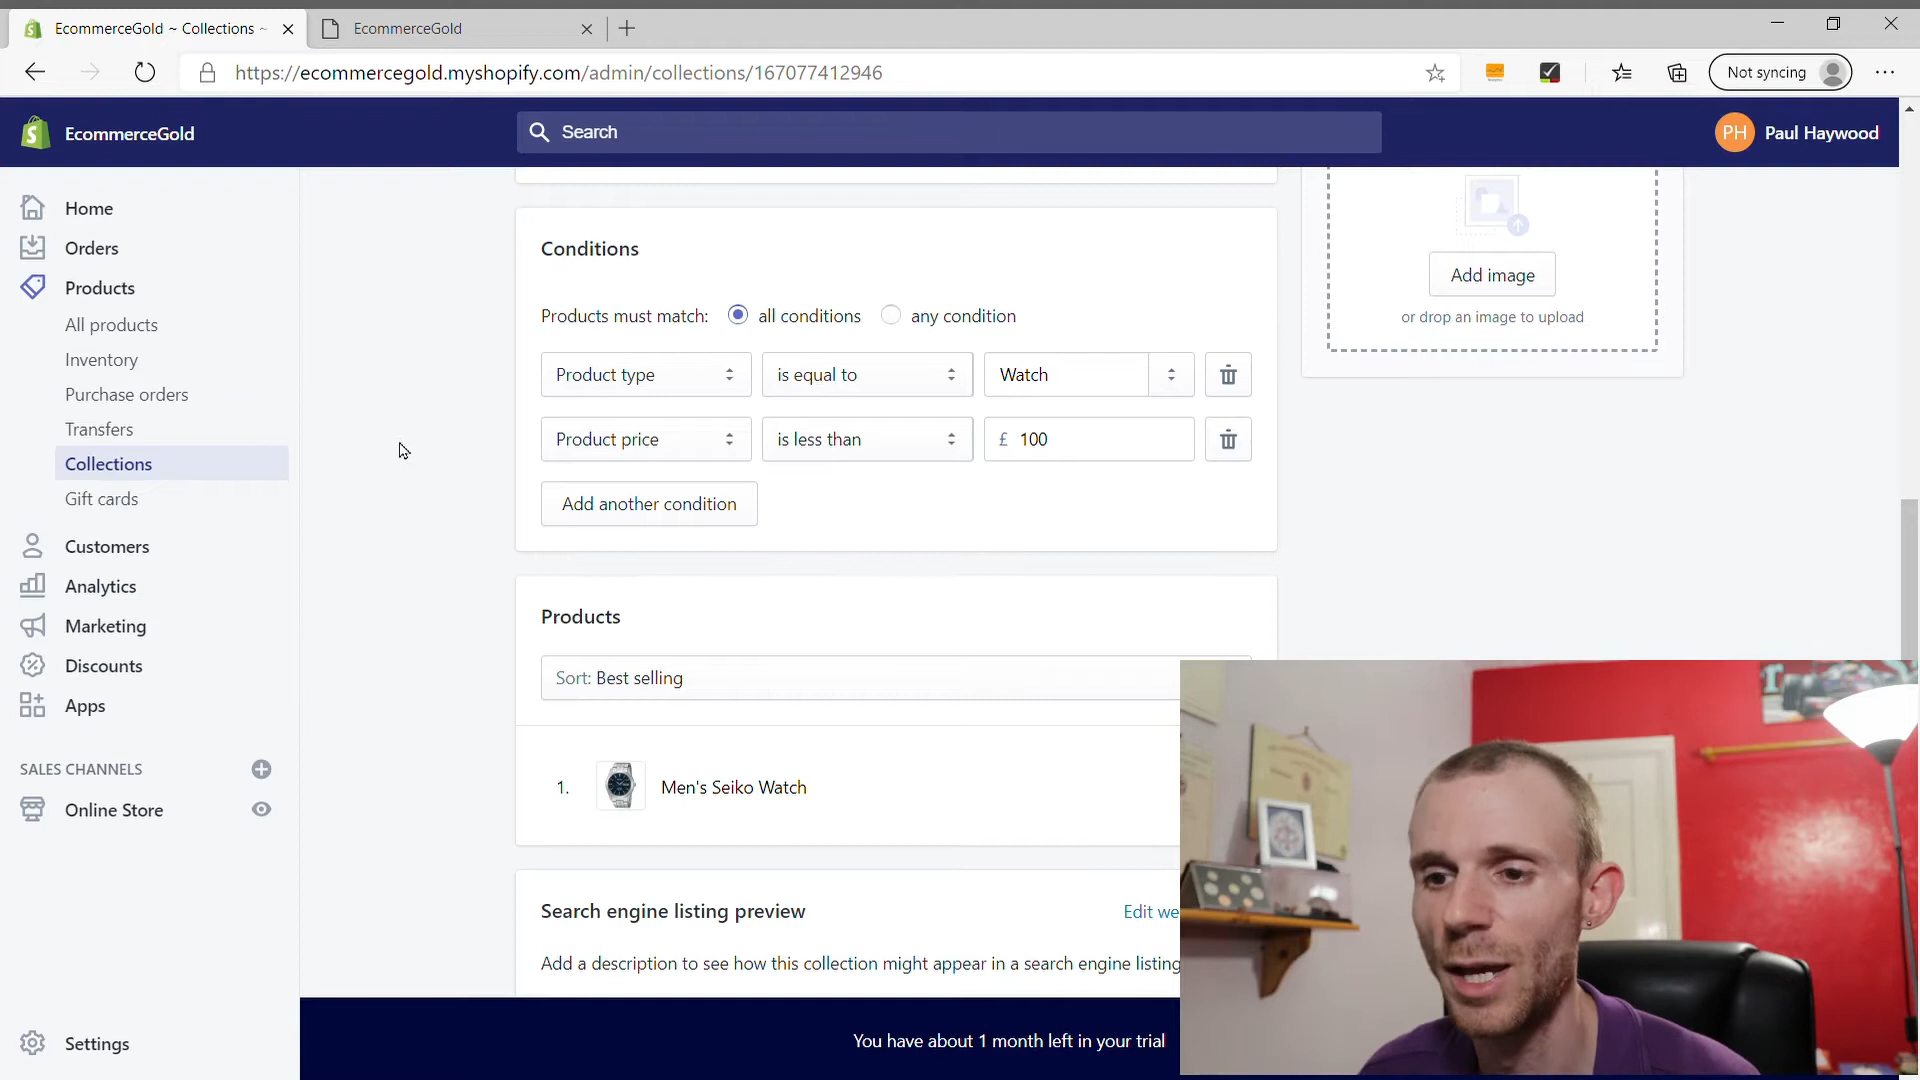 EcommerceGold ~ Collections ~
EcommerceGold
https://ecommercegold.myshopify.com/admin/collections/167077412946
Not syncing
EcommerceGold
Search
PH Paul Haywood
Home
Orders
Products
All products
Inventory
Purchase orders
Transfers
Collections
Gift cards
Customers
Analytics
Marketing
Discounts
Apps
SALES CHANNELS
Online Store
Settings
Conditions
Products must match: all conditions any condition
Product type is equal to Watch
Product price is less than £ 100
Add another condition
Add image
or drop an image to upload
Products
Sort: Best selling
1. Men's Seiko Watch
Search engine listing preview
Edit we
Add a description to see how this collection might appear in a search engine listing
You have about 1 month left in your trial